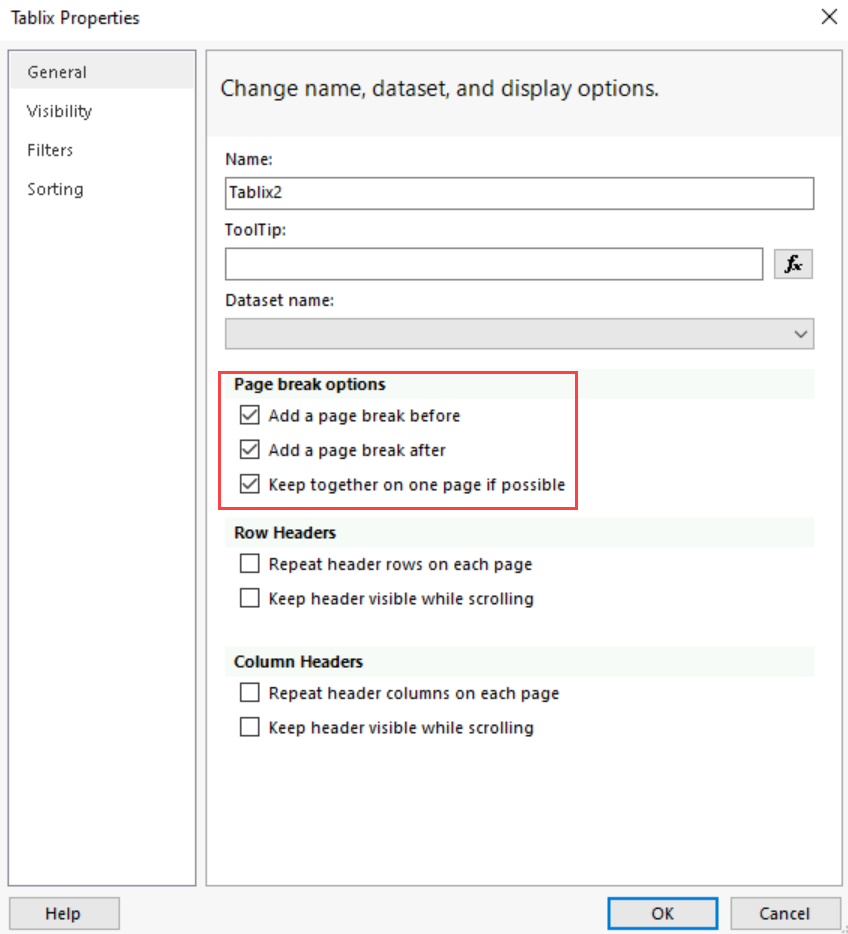 Tablix Properties
General
Visibility
Filters
Sorting
Change name, dataset, and display options.
Name:
Tablix2
ToolTip:
fx
Dataset name:
Page break options
Add a page break before
Add a page break after
Keep together on one page if possible
Row Headers
Repeat header rows on each page
Keep header visible while scrolling
Column Headers
Repeat header columns on each page
Keep header visible while scrolling
Help
OK
Cancel